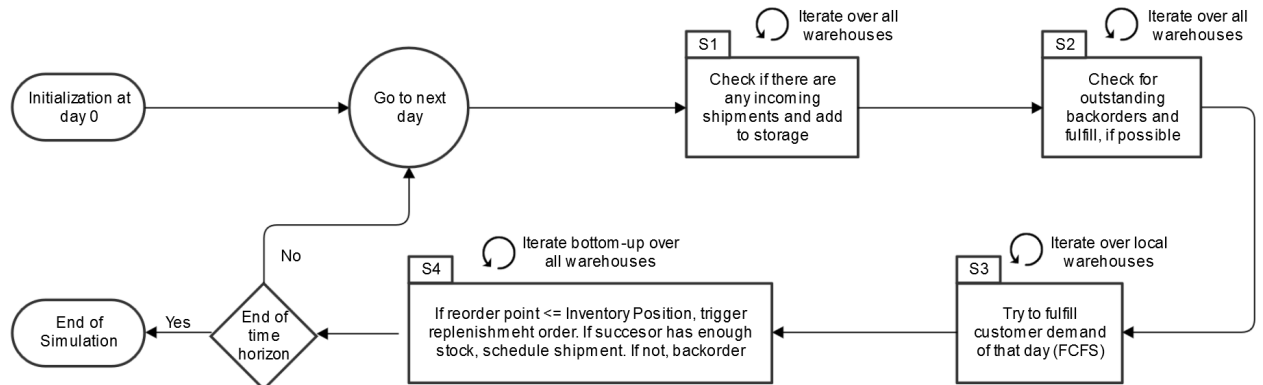 Initialization at
day 0
Go to next
day
S1
Iterate over all
warehouses
Check if there are
any incoming
shipments and add
to storage
S2
Iterate over all
warehouses
Check for
outstanding
backorders and
fulfill, if possible
S3
Iterate over local
warehouses
Try to fulfill
customer demand
of that day (FCFS)
S4
Iterate bottom-up over
all warehouses
If reorder point <= Inventory Position, trigger
replenishmeht order. If succesor has enough
stock, schedule shipment. If not, backorder
End of
time
horizon
No
Yes
End of
Simulation